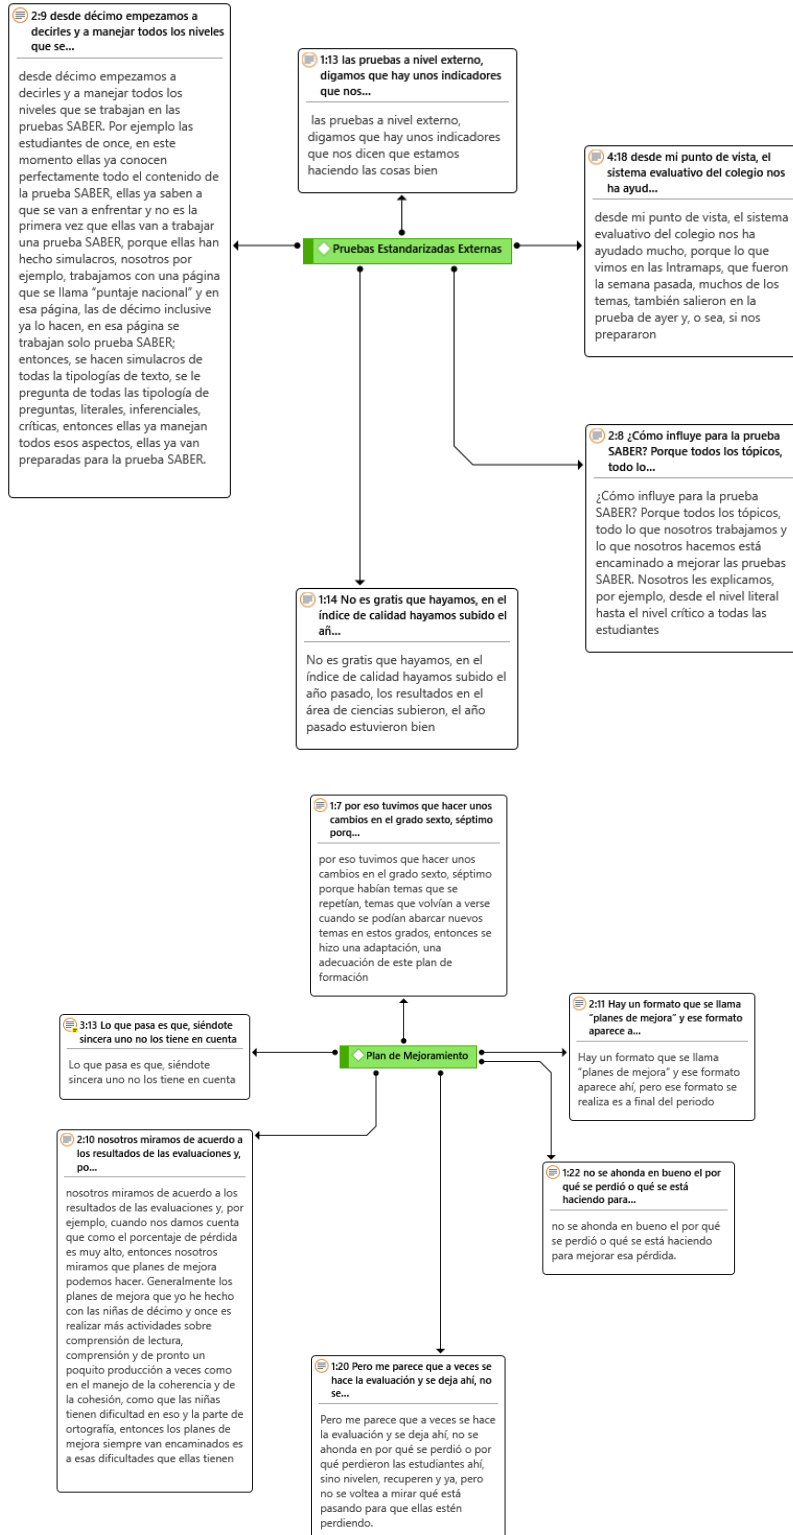 2:9 desde décimo empezamos a
decirles y a manejar todos los niveles
que se...
desde décimo empezamos a
decirles y a manejar todos los
niveles que se trabajan en las
pruebas SABER. Por ejemplo las
estudiantes de once, en este
momento ellas ya conocen
perfectamente todo el contenido de
la prueba SABER, ellas ya saben a
que se van a enfrentar y no es la
primera vez que ellas van a trabajar
una prueba SABER, porque ellas han
hecho simulacros, nosotros por
ejemplo, trabajamos con una página
que se llama "puntaje nacional" y en
esa página, las de décimo inclusive
ya lo hacen, en esa página se
trabajan solo prueba SABER;
entonces, se hacen simulacros de
todas la tipologías de texto, se le
pregunta de todas las tipología de
preguntas, literales, inferenciales,
críticas, entonces ellas ya manejan
todos esos aspectos, ellas ya van
preparadas para la prueba SABER.
1:13 las pruebas a nivel externo,
digamos que hay unos indicadores
que nos...
las pruebas a nivel externo,
digamos que hay unos indicadores
que nos dicen que estamos
haciendo las cosas bien
4:18 desde mi punto de vista, el
sistema evaluativo del colegio nos
ha ayud...
desde mi punto de vista, el sistema
evaluativo del colegio nos ha
ayudado mucho, porque lo que
vimos en las Intramaps, que fueron
la semana pasada, muchos de los
temas, también salieron en la
prueba de ayer y, o sea, si nos
prepararon
Pruebas Estandarizadas Externas
2:8 ¿Cómo influye para la prueba
SABER? Porque todos los tópicos,
todo lo...
¿Cómo influye para la prueba
SABER? Porque todos los tópicos,
todo lo que nosotros trabajamos y
lo que nosotros hacemos está
encaminado a mejorar las pruebas
SABER. Nosotros les explicamos,
por ejemplo, desde el nivel literal
hasta el nivel crítico a todas las
estudiantes
1:14 No es gratis que hayamos, en el
índice de calidad hayamos subido el
añ...
No es gratis que hayamos, en el
índice de calidad hayamos subido el
año pasado, los resultados en el
área de ciencias subieron, el año
pasado estuvieron bien
1:7 por eso tuvimos que hacer unos
cambios en el grado sexto, séptimo
porq...
por eso tuvimos que hacer unos
cambios en el grado sexto, séptimo
porque habían temas que se
repetían, temas que volvían a verse
cuando se podían abarcar nuevos
temas en estos grados, entonces se
hizo una adaptación, una
adecuación de este plan de
formación
3:13 Lo que pasa es que, siéndote
sincera uno no los tiene en cuenta
Lo que pasa es que, siéndote
sincera uno no los tiene en cuenta
Plan de Mejoramiento
2:11 Hay un formato que se llama
"planes de mejora" y ese formato
aparece a...
Hay un formato que se llama
"planes de mejora" y ese formato
aparece ahí, pero ese formato se
realiza es a final del periodo
2:10 nosotros miramos de acuerdo a
los resultados de las evaluaciones y,
po...
nosotros miramos de acuerdo a los
resultados de las evaluaciones y, por
ejemplo, cuando nos damos cuenta
que como el porcentaje de pérdida
es muy alto, entonces nosotros
miramos que planes de mejora
podemos hacer. Generalmente los
planes de mejora que yo he hecho
con las niñas de décimo y once es
realizar más actividades sobre
comprensión de lectura,
comprensión y de pronto un
poquito producción a veces como
en el manejo de la coherencia y de
la cohesión, como que las niñas
tienen dificultad en eso y la parte de
ortografía, entonces los planes de
mejora siempre van encaminados es
a esas dificultades que ellas tienen
1:22 no se ahonda en bueno el por
qué se perdió o qué se está
haciendo para...
no se ahonda en bueno el por qué
se perdió o qué se está haciendo
para mejorar esa pérdida.
1:20 Pero me parece que a veces se
hace la evaluación y se deja ahí, no
se...
Pero me parece que a veces se hace
la evaluación y se deja ahí, no se
ahonda en por qué se perdió o por
qué perdieron las estudiantes ahí,
sino nivelen, recuperen y ya, pero
no se voltea a mirar qué está
pasando para que ellas estén
perdiendo.